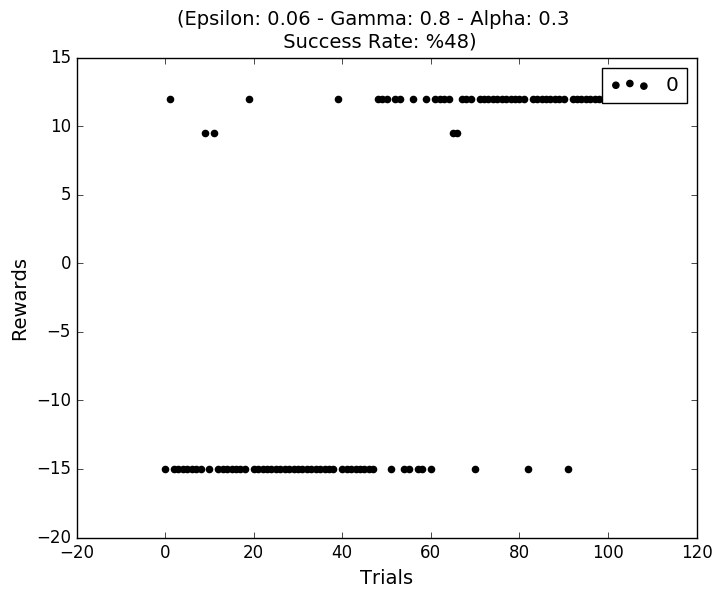 (Epsilon: 0.06 - Gamma: 0.8 - Alpha: 0.3
Success Rate: %48)
15
10
5
0
−5
−10
−15
−20
Rewards
0
−20 0 20 40 60 80 100 120
Trials